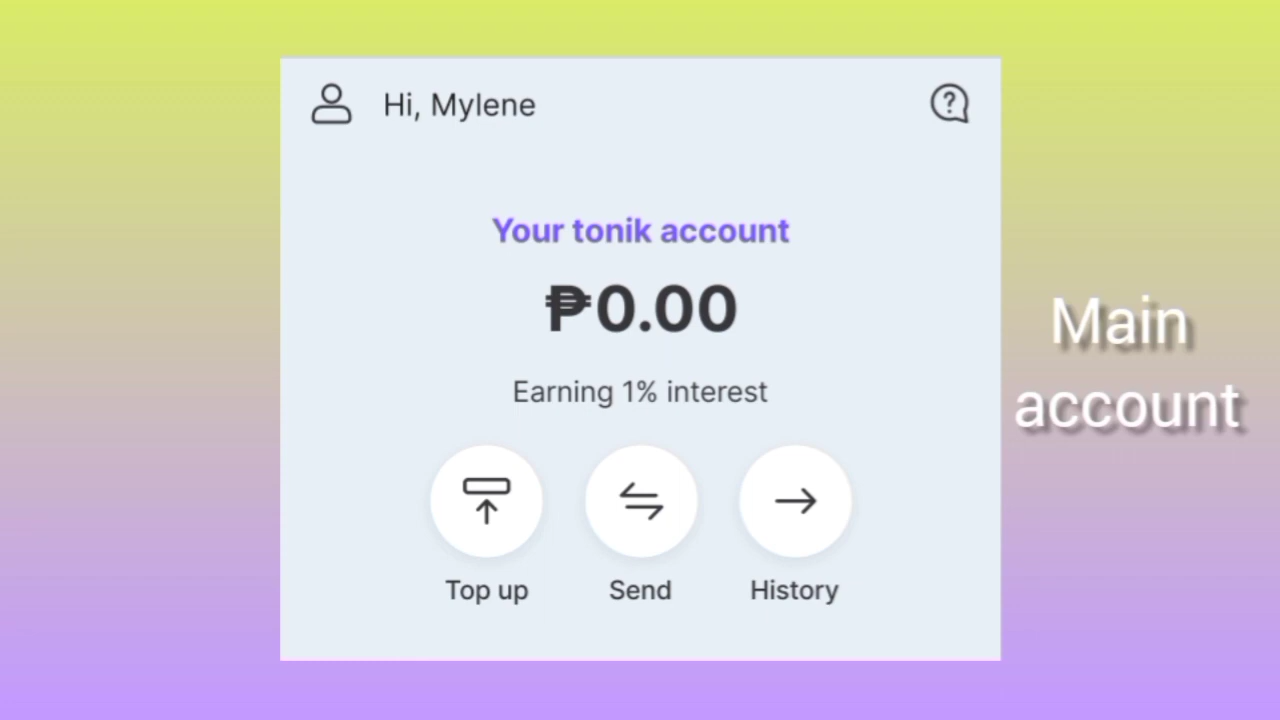 Hi, Mylene
Your tonik account
₱0.00
Earning 1% interest
Top up
Send
History
Main
account